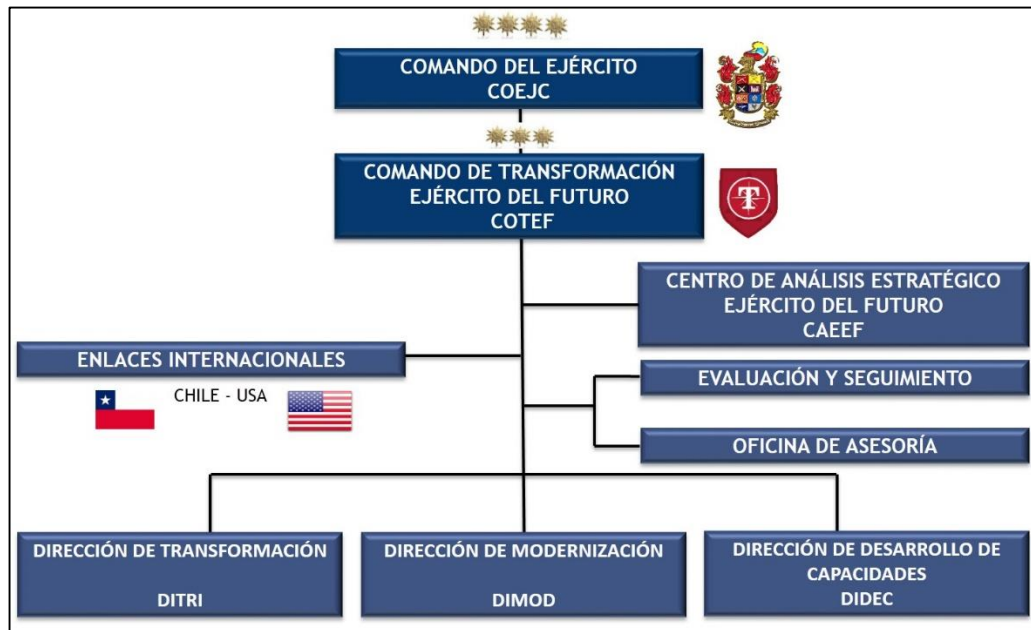 COMANDO DEL EJÉRCITO
COEJC
COMANDO DE TRANSFORMACIÓN
EJÉRCITO DEL FUTURO
COTEF
T
CENTRO DE ANÁLISIS ESTRATÉGICO
EJÉRCITO DEL FUTURO
CAEEF
ENLACES INTERNACIONALES
CHILE - USA
EVALUACIÓN Y SEGUIMIENTO
OFICINA DE ASESORÍA
DIRECCIÓN DE TRANSFORMACIÓN
DITRI
DIRECCIÓN DE MODERNIZACIÓN
DIMOD
DIRECCIÓN DE DESARROLLO DE
CAPACIDADES
DIDEC